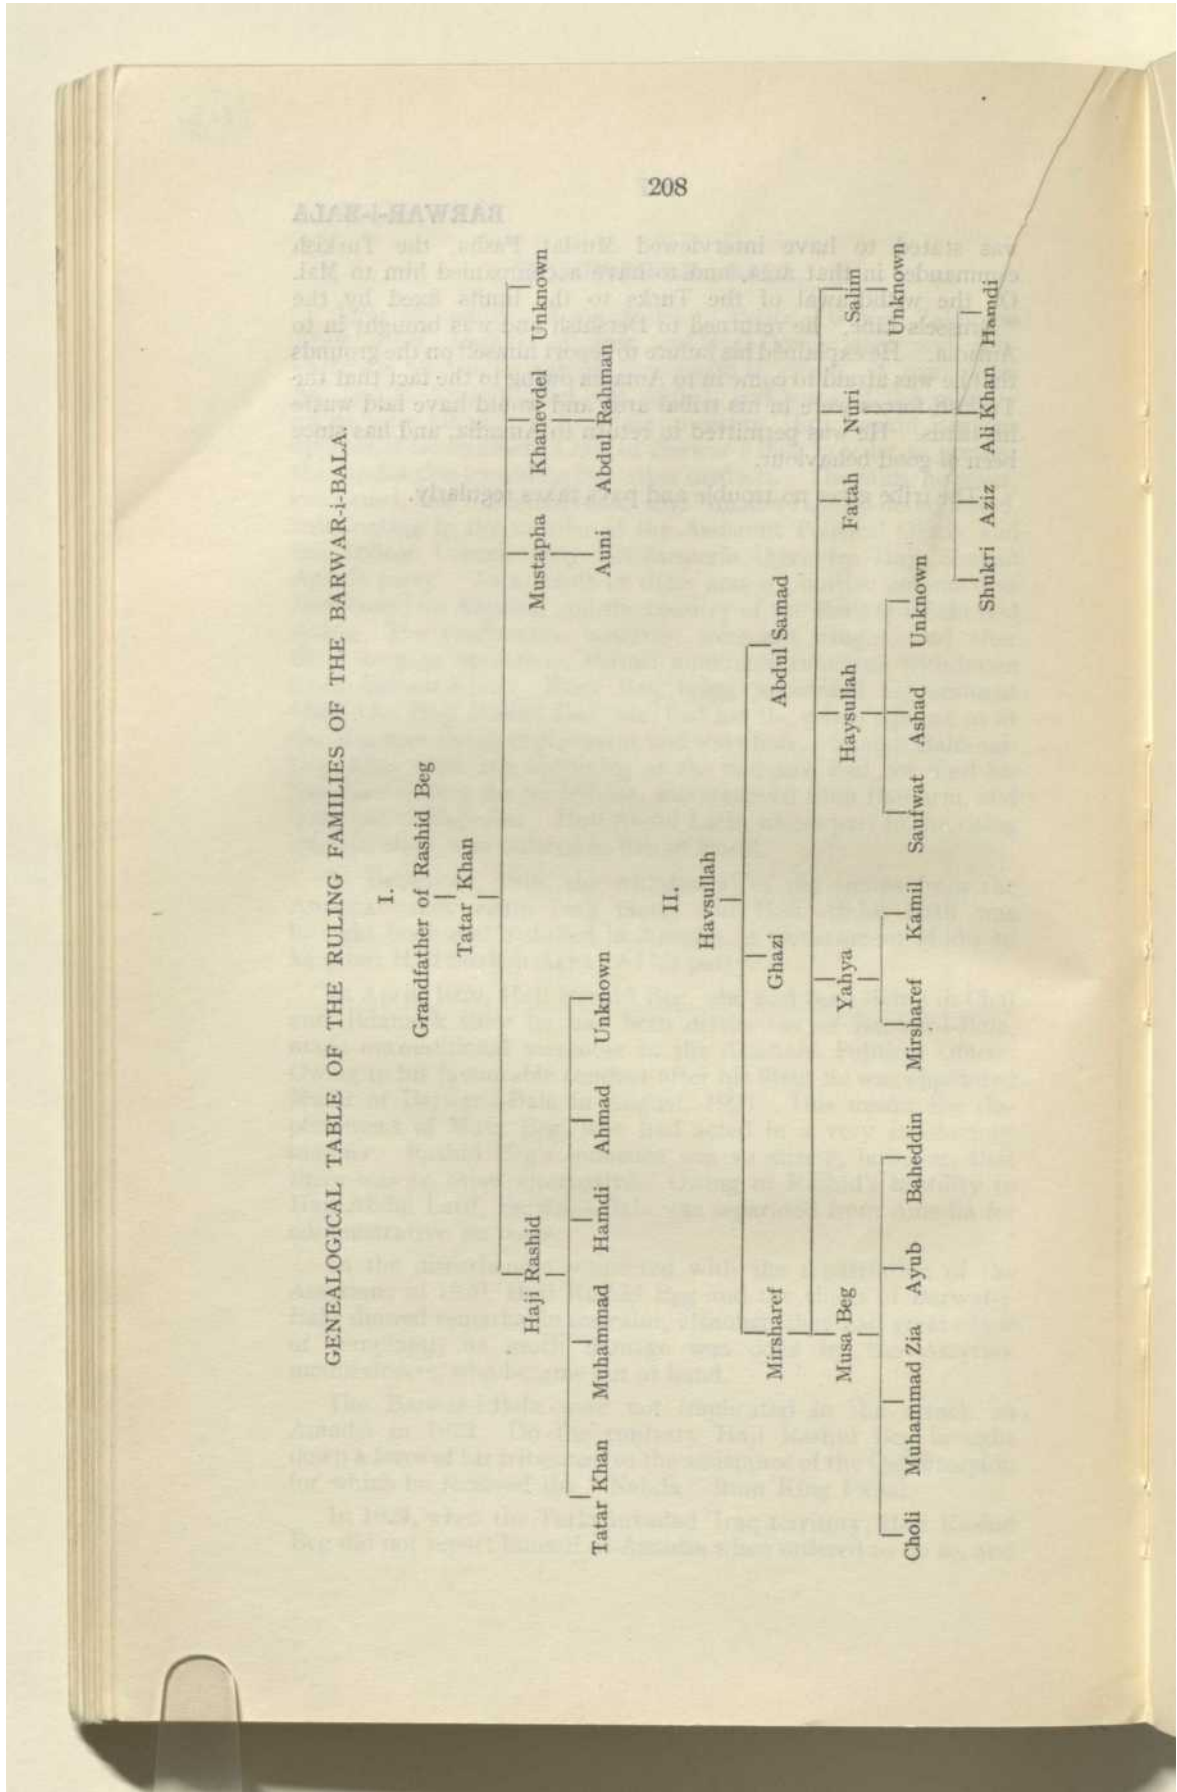 208
GENEALOGICAL TABLE OF THE RULING FAMILIES OF THE BARWAR-i-BALA.
I.
Grandfather of Rashid Beg
Tatar Khan
Haji Rashid Mustapha Khanevdel Unknown
Tatar Khan Muhammad Hamdi Ahmad Unknown Auni Abdul Rahman
II.
Havsullah
Mirsharef Ghazi Abdul Samad
Musa Beg Yahya Haysullah Fatah Nuri Salim
Choli Muhammad Zia Ayub Baheddin Mirsharef Kamil Saufwat Ashad Unknown Unknown
Shukri Aziz Ali Khan Hamdi